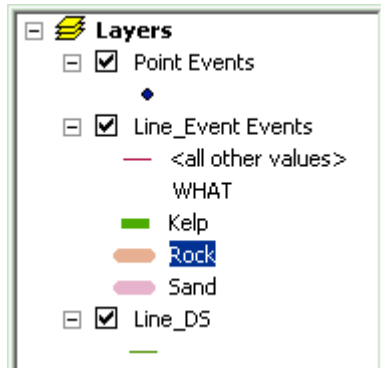 Layers
Point Events
Line_Event Events
<all other values>
WHAT
Kelp
Rock
Sand
Line_DS